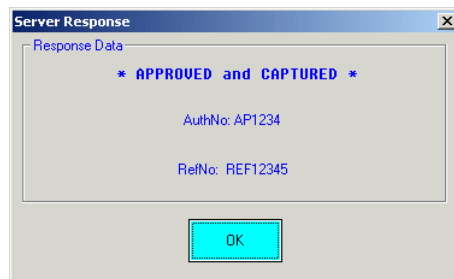 Server Response
Response Data
* APPROVED and CAPTURED *
AuthNo: AP1234
RefNo: REF12345
OK